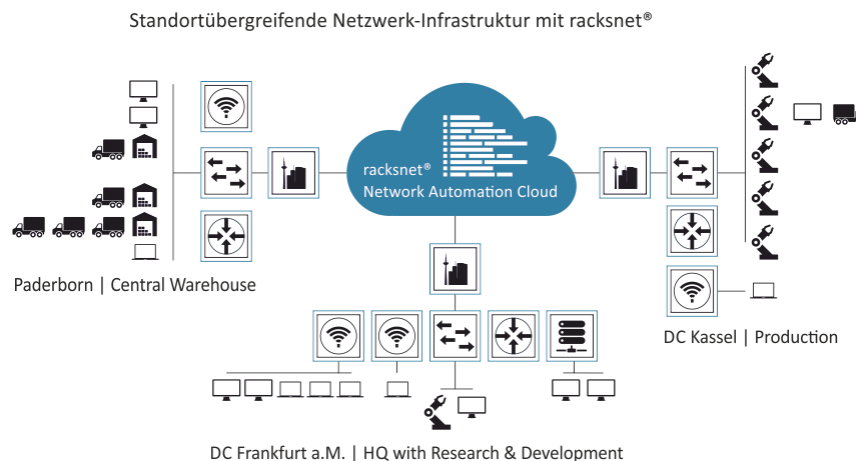 Standortübergreifende Netzwerk-Infrastruktur mit racksnet®
racksnet®
Network Automation Cloud
Paderborn | Central Warehouse
DC Kassel | Production
DC Frankfurt a.M. | HQ with Research & Development